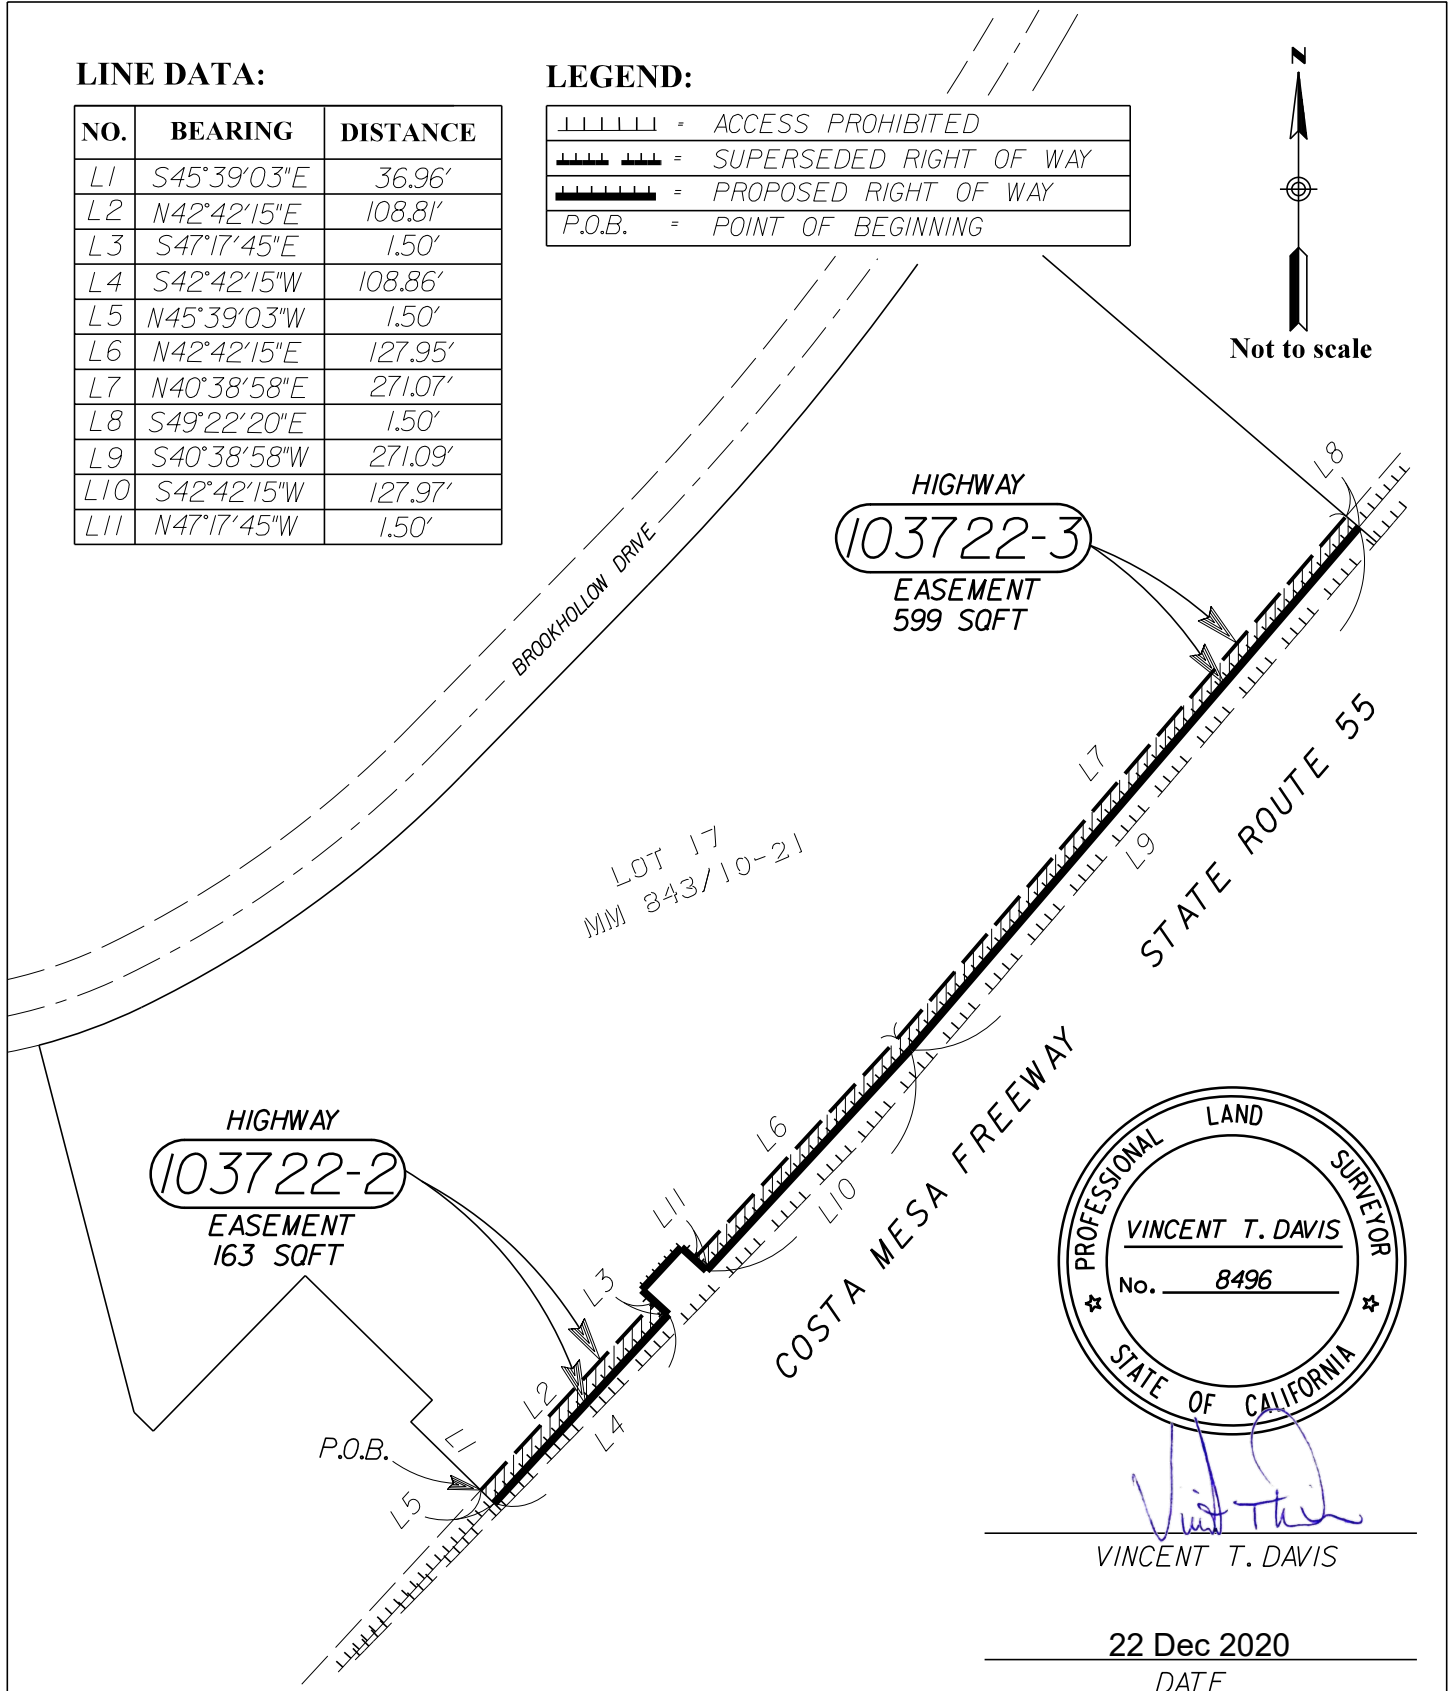 LINE DATA:
NO. BEARING DISTANCE
L1 S45°39'03"E 36.96'
L2 N42°42'15"E 108.81'
L3 S47°17'45"E 1.50'
L4 S42°42'15"W 108.86'
L5 N45°39'03"W 1.50'
L6 N42°42'15"E 127.95'
L7 N40°38'58"E 271.07'
L8 S49°22'20"E 1.50'
L9 S40°38'58"W 271.09'
L10 S42°42'15"W 127.97'
L11 N47°17'45"W 1.50'
LEGEND:
= ACCESS PROHIBITED
= SUPERSEDED RIGHT OF WAY
= PROPOSED RIGHT OF WAY
P.O.B. = POINT OF BEGINNING
N
Not to scale
L8
HIGHWAY
103722-3
EASEMENT
599 SQFT
BROOKHOLLOW DRIVE
L7
L9
STATE ROUTE 55
LOT 17
MM 843/10-21
COSTA MESA FREEWAY
L6
L10
L11
L3
HIGHWAY
103722-2
EASEMENT
163 SQFT
L2
L4
L1
P.O.B.
L5
PROFESSIONAL LAND SURVEYOR
VINCENT T. DAVIS
No. 8496
STATE OF CALIFORNIA
VINCENT T. DAVIS
22 Dec 2020
DATE